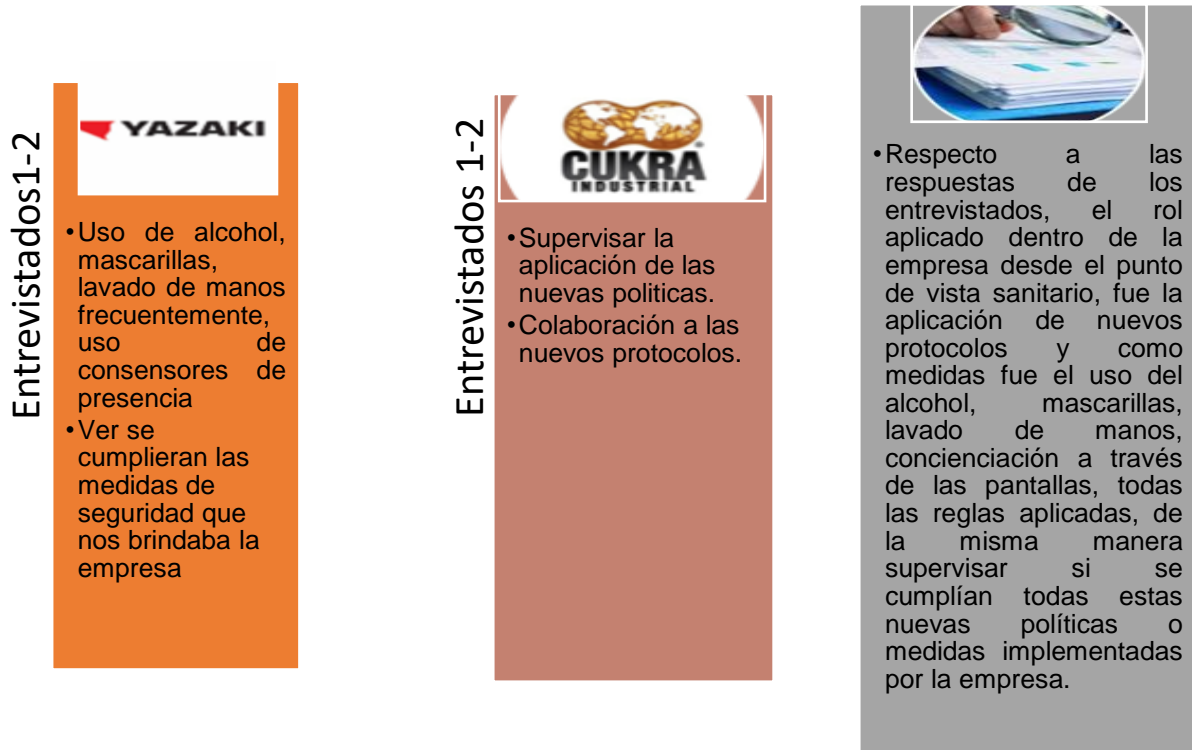 Entrevistados1-2
YAZAKI
•Uso de alcohol,
mascarillas,
lavado de manos
frecuentemente,
uso de
consensores de
presencia
•Ver se
cumplieran las
medidas de
seguridad que
nos brindaba la
empresa
Entrevistados 1-2
CUKRA
INDUSTRIAL
•Supervisar la
aplicación de las
nuevas politicas.
•Colaboración a las
nuevos protocolos.
•Respecto a las
respuestas de los
entrevistados, el rol
aplicado dentro de la
empresa desde el punto
de vista sanitario, fue la
aplicación de nuevos
protocolos y como
medidas fue el uso del
alcohol, mascarillas,
lavado de manos,
concienciación a través
de las pantallas, todas
las reglas aplicadas, de
la misma manera
supervisar si se
cumplían todas estas
nuevas políticas o
medidas implementadas
por la empresa.